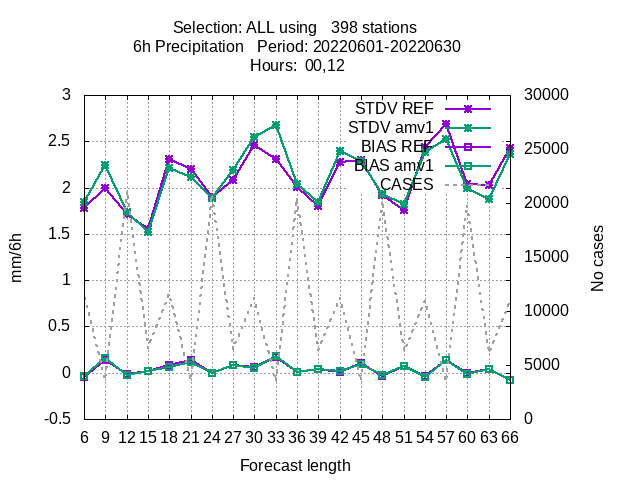 Selection: ALL using   398 stations
6h Precipitation   Period: 20220601-20220630
Hours:  00,12
3
2.5
2
1.5
1
0.5
0
-0.5
mm/6h
STDV REF
STDV amv1
BIAS REF
BIAS amv1
CASES
30000
25000
20000
15000
10000
5000
0
No cases
6 9 12 15 18 21 24 27 30 33 36 39 42 45 48 51 54 57 60 63 66
Forecast length